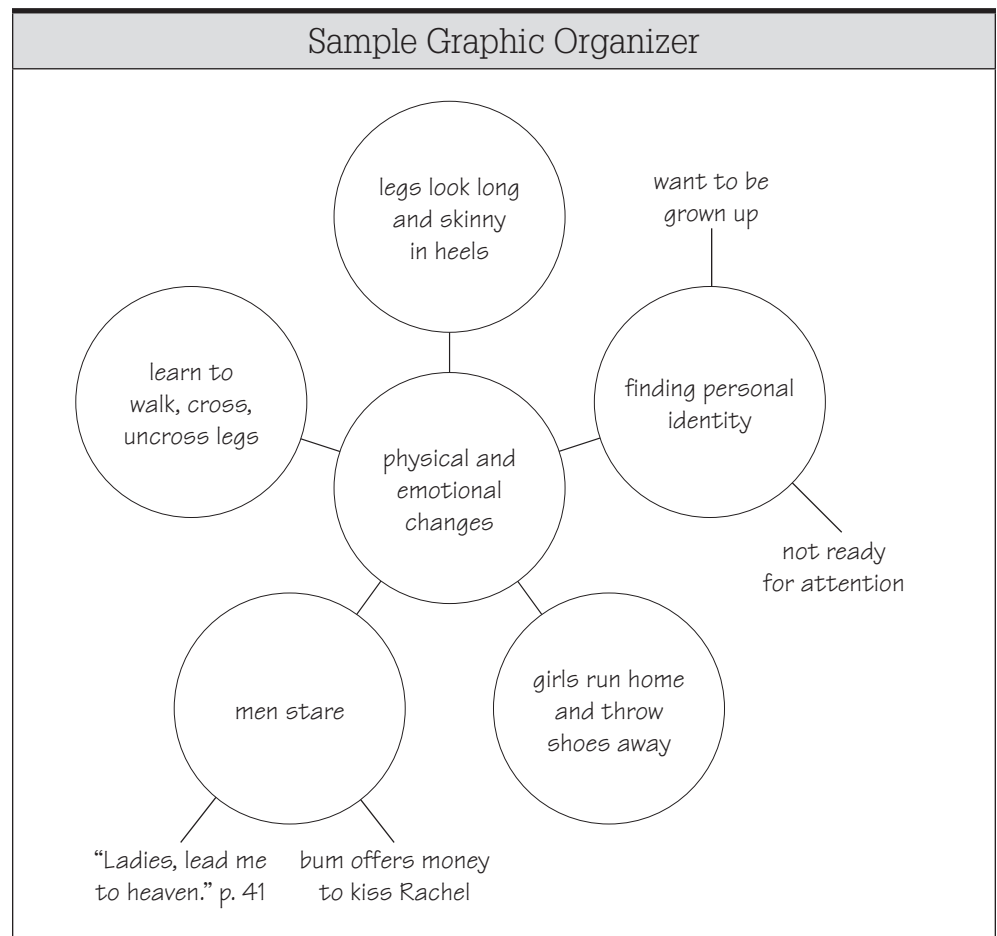 Sample Graphic Organizer
legs look long
and skinny
in heels
want to be
grown up
learn to
walk, cross,
uncross legs
finding personal
identity
physical and
emotional
changes
not ready
for attention
men stare
girls run home
and throw
shoes away
“Ladies, lead me
to heaven.” p. 41
bum offers money
to kiss Rachel